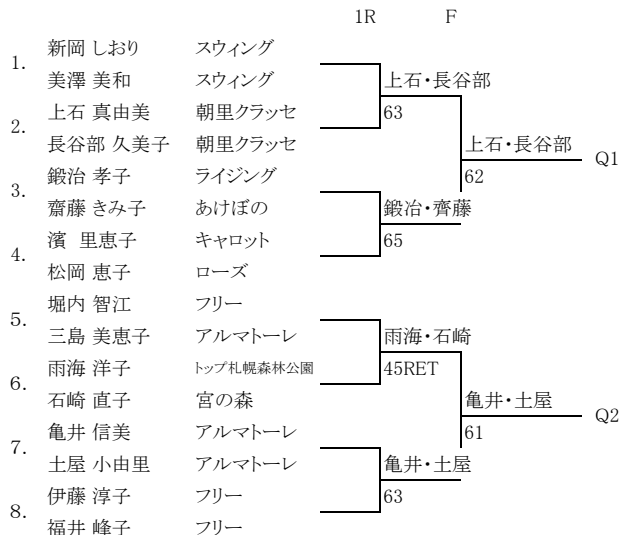 1R F
新岡 しおり スウィング
1.
美澤 美和 スウィング 上石・長谷部
上石 真由美 朝里クラッセ 63
2.
長谷部 久美子 朝里クラッセ 上石・長谷部 Q1
鍛治 孝子 ライジング 62
3.
齋藤 きみ子 あけぼの 鍛冶・齊藤
濱 里恵子 キャロット 65
4.
松岡 恵子 ローズ
堀内 智江 フリー
5.
三島 美恵子 アルマトーレ 雨海・石崎
雨海 洋子 トップ札幌森林公園 45RET
6.
石崎 直子 宮の森 亀井・土屋 Q2
亀井 信美 アルマトーレ 61
7.
土屋 小由里 アルマトーレ 亀井・土屋
伊藤 淳子 フリー 63
8.
福井 峰子 フリー